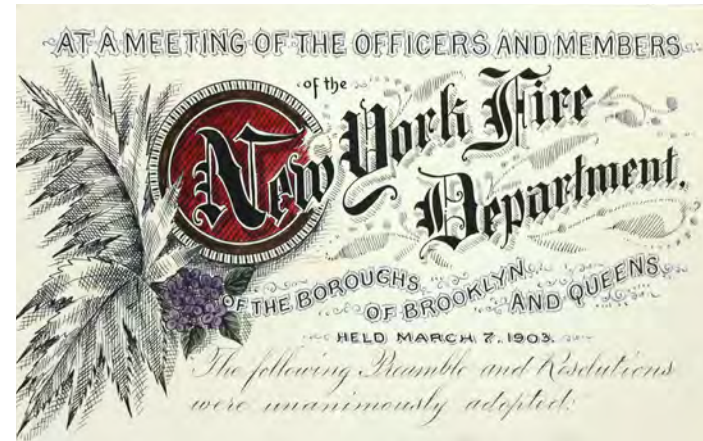 AT A MEETING OF THE OFFICERS AND MEMBERS
of the
New York Fire
Department,
OF THE BOROUGHS
OF BROOKLYN
AND QUEENS
HELD MARCH 7. 1903.
The following Preamble and Resolutions
were unanimously adopted: